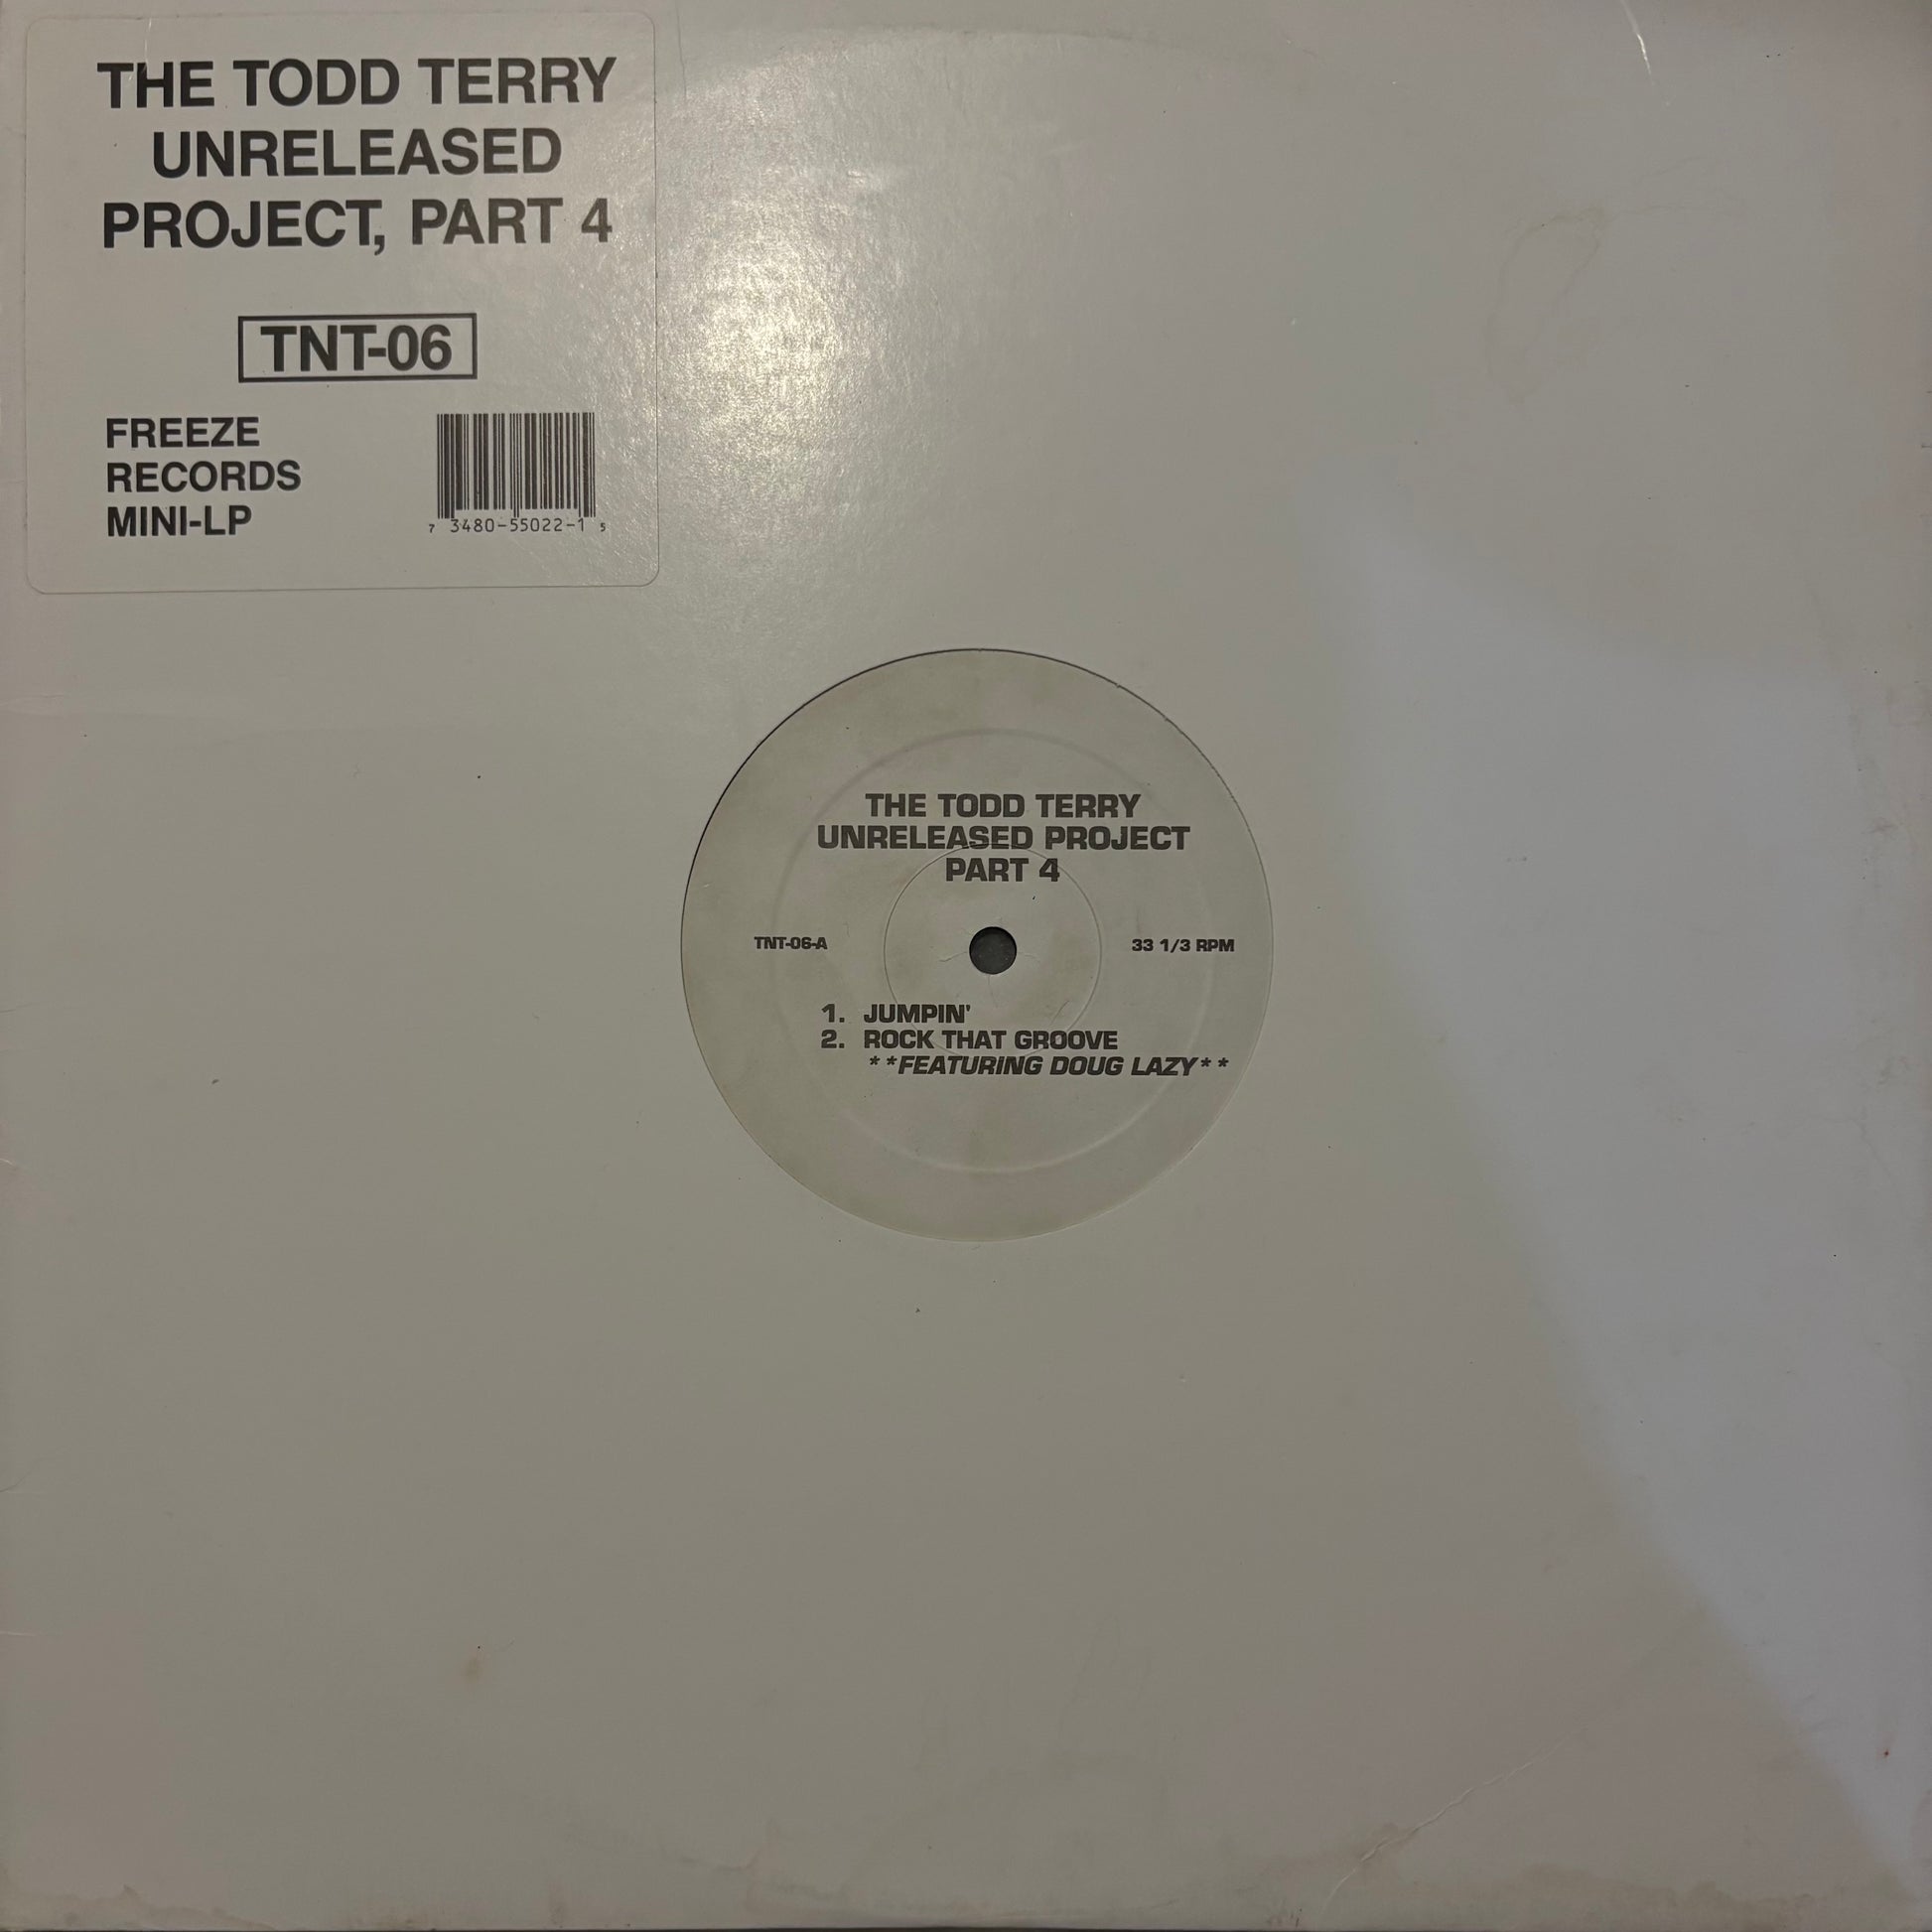 THE TODD TERRY
UNRELEASED
PROJECT, PART 4
TNT-06
FREEZE
RECORDS
MINI-LP
7 3480-55022-1 5
THE TODD TERRY
UNRELEASED PROJECT
PART 4
TNT-06-A
33 1/3 RPM
1. JUMPIN'
2. ROCK THAT GROOVE
**FEATURING DOUG LAZY**